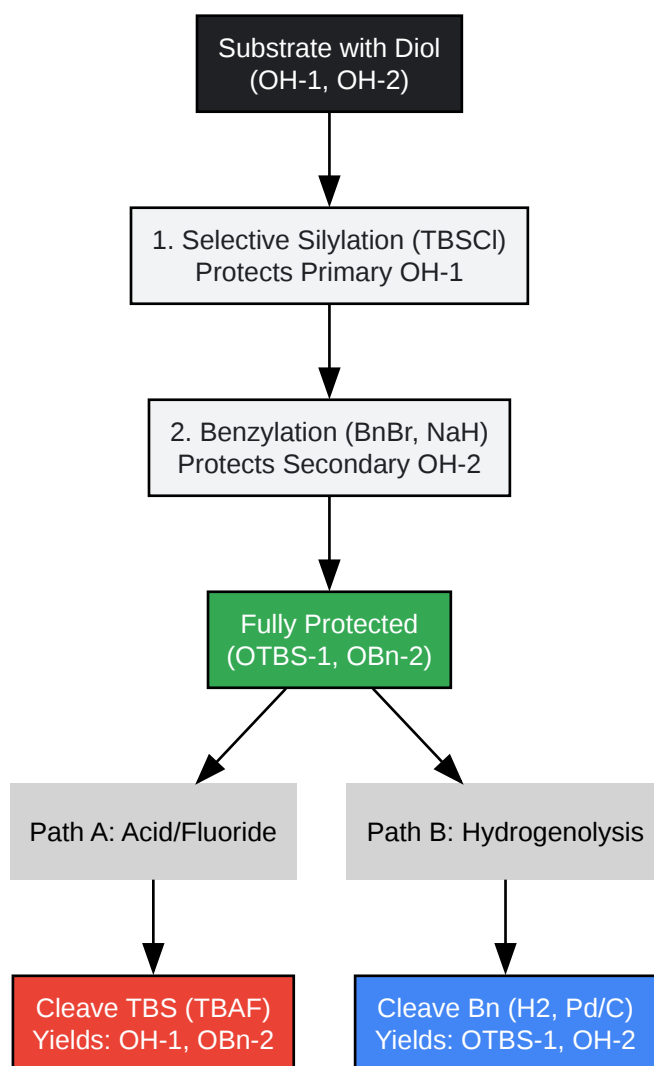 Substrate with Diol
(OH-1, OH-2)
1. Selective Silylation (TBSCl)
Protects Primary OH-1
2. Benzylation (BnBr, NaH)
Protects Secondary OH-2
Fully Protected
(OTBS-1, OBn-2)
Path A: Acid/Fluoride
Path B: Hydrogenolysis
Cleave TBS (TBAF)
Yields: OH-1, OBn-2
Cleave Bn (H2, Pd/C)
Yields: OTBS-1, OH-2